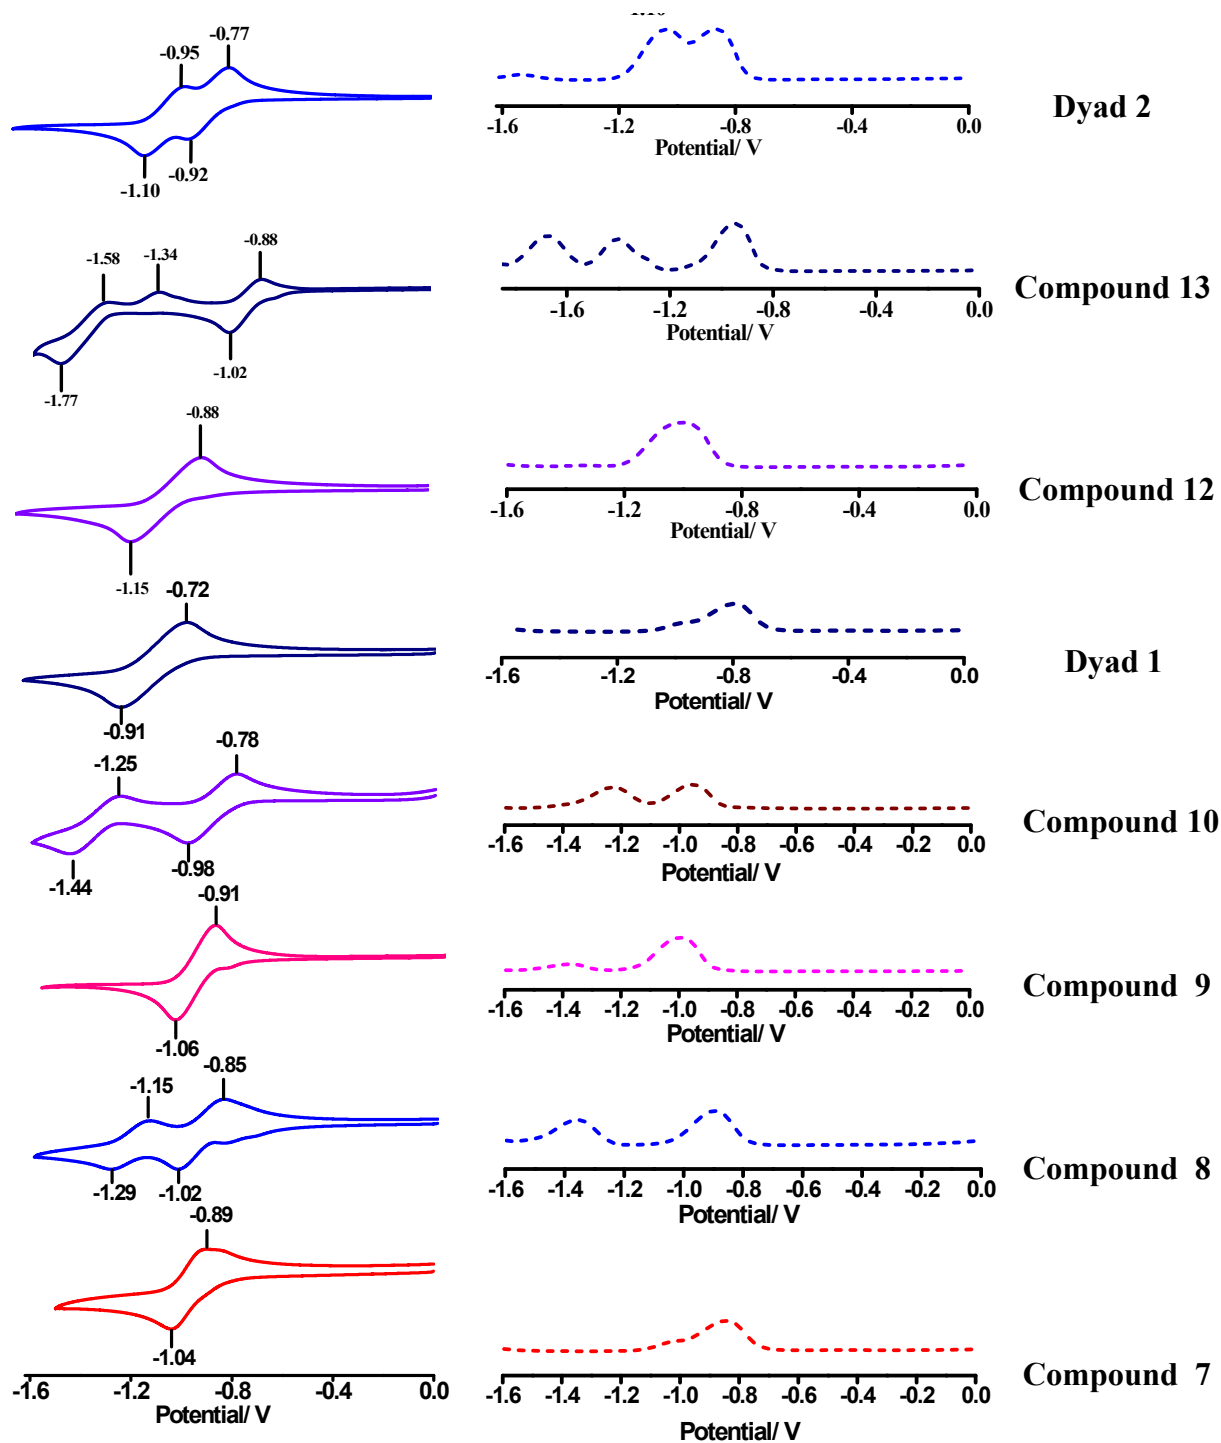 -0.95 -0.77
-1.10 -0.92
-1.6 -1.2 -0.8 -0.4 0.0
Potential/ V
Dyad 2
-1.58 -1.34 -0.88
-1.77 -1.02
-1.6 -1.2 -0.8 -0.4 0.0
Potential/ V
Compound 13
-0.88
-1.15
-1.6 -1.2 -0.8 -0.4 0.0
Potential/ V
Compound 12
-0.72
-0.91
-1.6 -1.2 -0.8 -0.4 0.0
Potential/ V
Dyad 1
-1.25 -0.78
-1.44 -0.98
-1.6 -1.4 -1.2 -1.0 -0.8 -0.6 -0.4 -0.2 0.0
Potential/ V
Compound 10
-0.91
-1.06
-1.6 -1.4 -1.2 -1.0 -0.8 -0.6 -0.4 -0.2 0.0
Potential/ V
Compound 9
-1.15 -0.85
-1.29 -1.02
-1.6 -1.4 -1.2 -1.0 -0.8 -0.6 -0.4 -0.2 0.0
Potential/ V
Compound 8
-0.89
-1.04
-1.6 -1.2 -0.8 -0.4 0.0
Potential/ V
-1.6 -1.4 -1.2 -1.0 -0.8 -0.6 -0.4 -0.2 0.0
Potential/ V
Compound 7